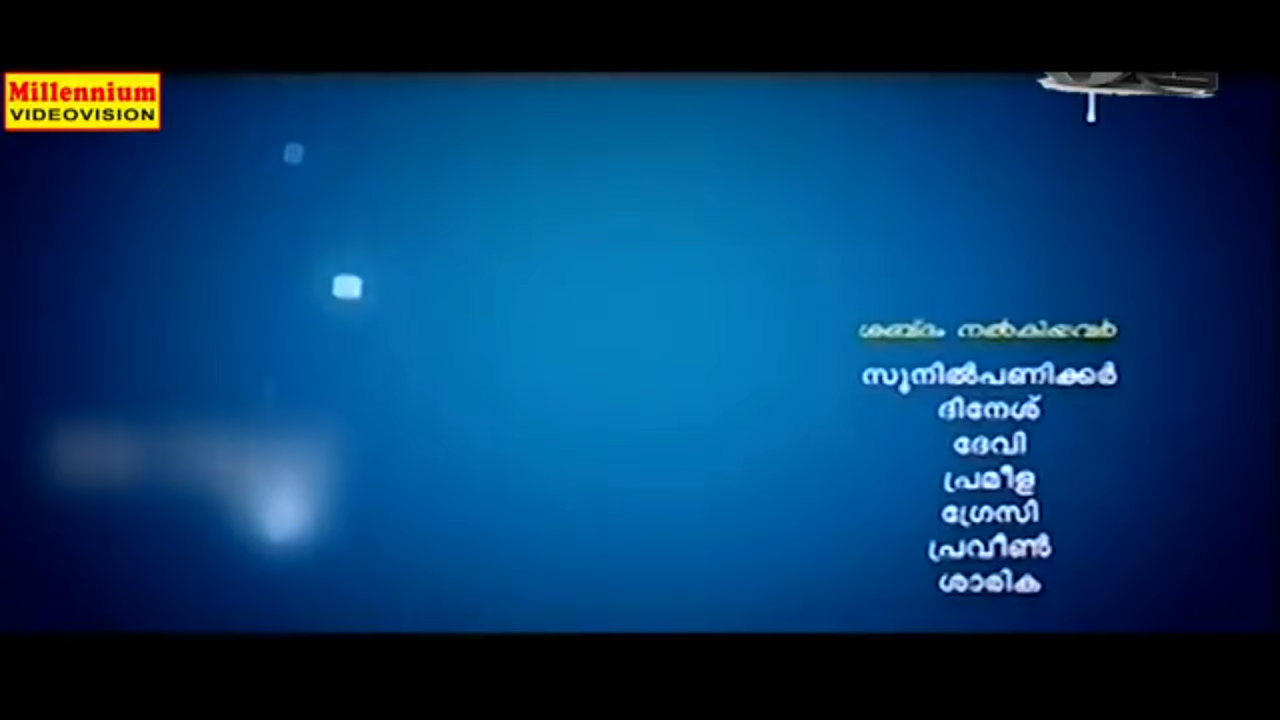 Millennium
VIDEOVISION
ശബ്ദം നൽകിയവർ
സുനിൽപണിക്കർ
ദിനേശ്
ദേവി
പ്രമീള
ഗ്രേസി
പ്രവീൺ
ശാരിക